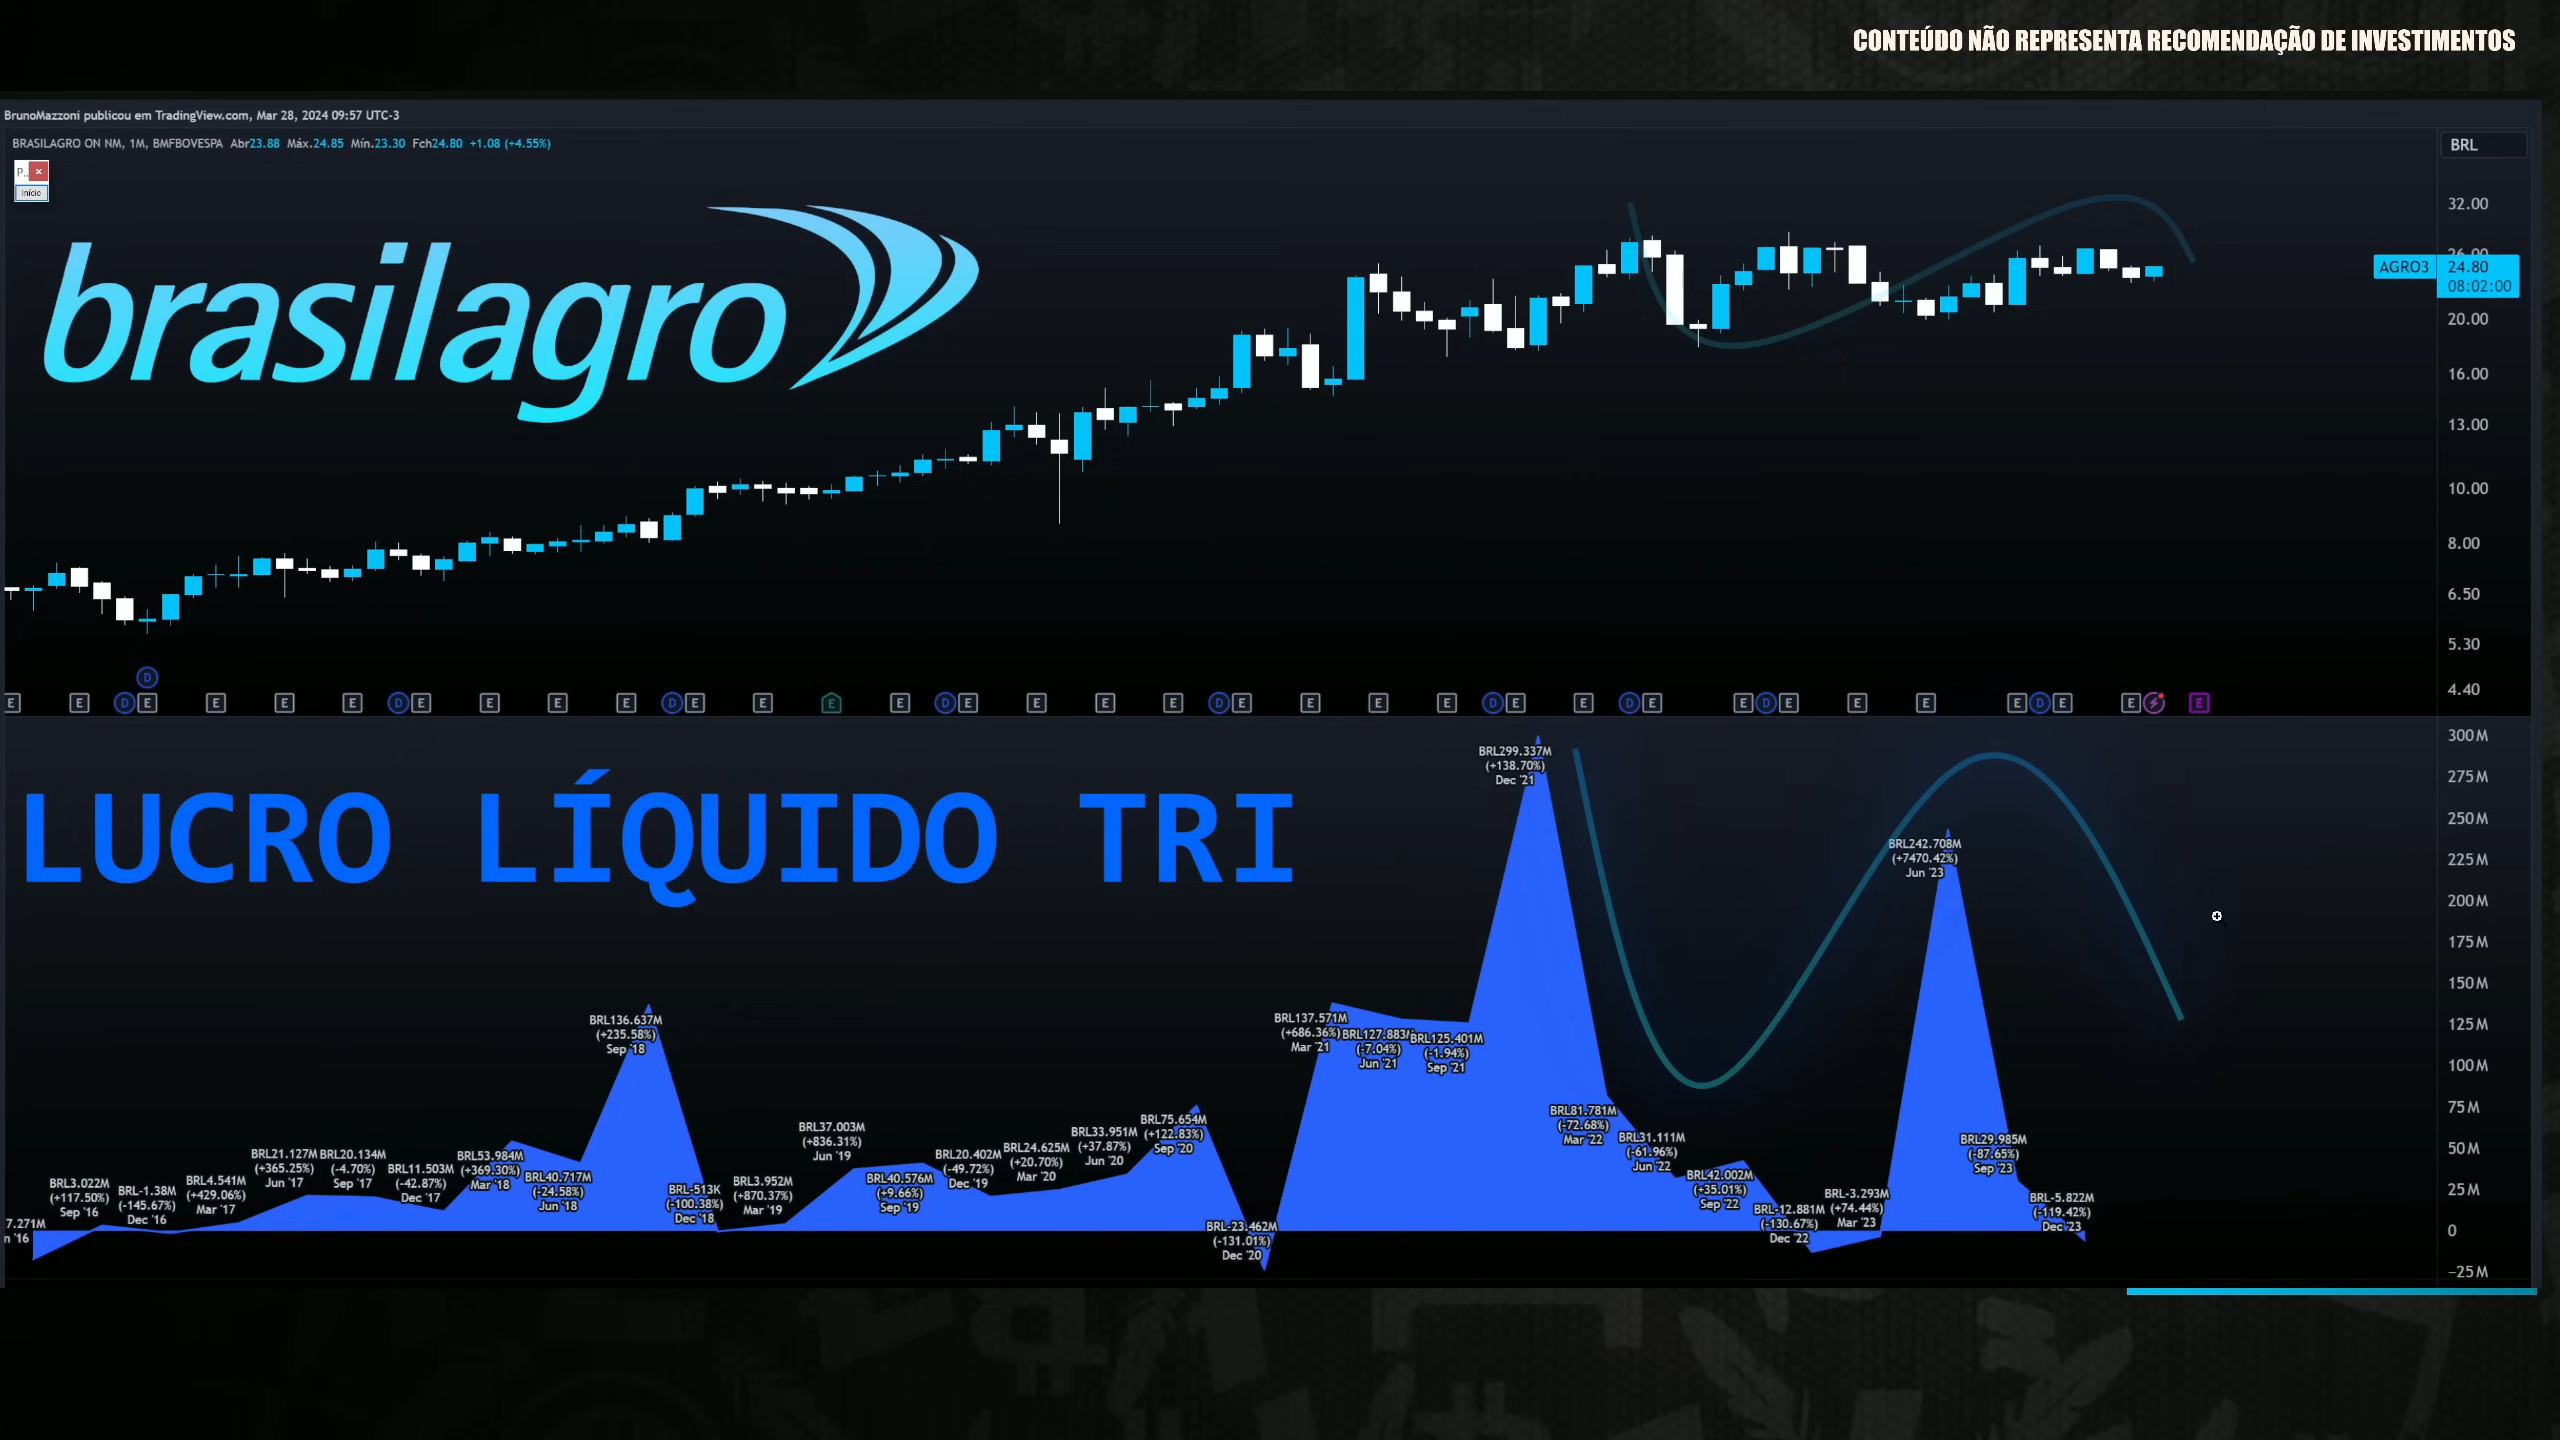 CONTEÚDO NÃO REPRESENTA RECOMENDAÇÃO DE INVESTIMENTOS
BrunoMazzoni publicou em TradingView.com, Mar 28, 2024 09:57 UTC-3
BRASILAGRO ON NM, 1M, BMFBOVESPA Abr23.88 Máx.24.85 Mín.23.30 Fch24.80 +1.08 (+4.55%)
BRL
P..
Início
brasilagro
32.00
26.00
AGRO3 24.80
08:02:00
20.00
16.00
13.00
10.00
8.00
6.50
5.30
4.40
D
E E D E E E E D E E E E D E E E E D E E E E D E E E E D E E D E E D E E E E D E E E
LUCRO LÍQUIDO TRI
300M
275M
250M
225M
200M
175M
150M
125M
100M
75M
50M
25M
0
−25M
7.271M
n '16
BRL3.022M
(+117.50%)
Sep '16
BRL-1.38M
(-145.67%)
Dec '16
BRL4.541M
(+429.06%)
Mar '17
BRL21.127M
(+365.25%)
Jun '17
BRL20.134M
(-4.70%)
Sep '17
BRL11.503M
(-42.87%)
Dec '17
BRL53.984M
(+369.30%)
Mar '18
BRL40.717M
(-24.58%)
Jun '18
BRL136.637M
(+235.58%)
Sep '18
BRL-513K
(-100.38%)
Dec '18
BRL3.952M
(+870.37%)
Mar '19
BRL37.003M
(+836.31%)
Jun '19
BRL40.576M
(+9.66%)
Sep '19
BRL20.402M
(-49.72%)
Dec '19
BRL24.625M
(+20.70%)
Mar '20
BRL33.951M
(+37.87%)
Jun '20
BRL75.654M
(+122.83%)
Sep '20
BRL-23.462M
(-131.01%)
Dec '20
BRL137.571M
(+686.36%)
Mar '21
BRL127.883M
(-7.04%)
Jun '21
BRL125.401M
(-1.94%)
Sep '21
BRL299.337M
(+138.70%)
Dec '21
BRL81.781M
(-72.68%)
Mar '22
BRL31.111M
(-61.96%)
Jun '22
BRL42.002M
(+35.01%)
Sep '22
BRL-12.881M
(-130.67%)
Dec '22
BRL-3.293M
(+74.44%)
Mar '23
BRL242.708M
(+7470.42%)
Jun '23
BRL29.985M
(-87.65%)
Sep '23
BRL-5.822M
(-119.42%)
Dec '23